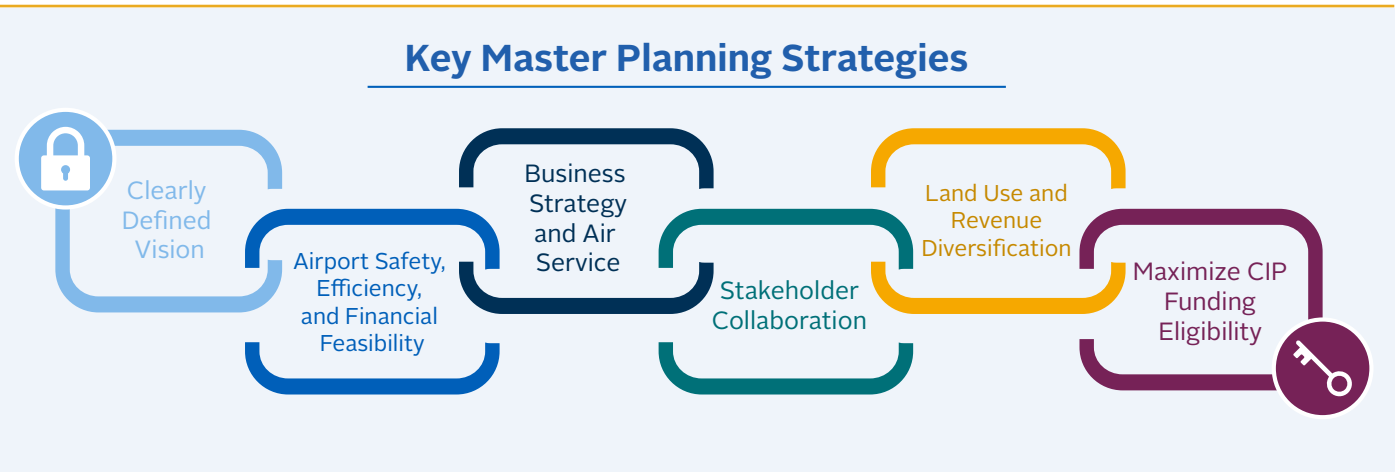 Key Master Planning Strategies
Clearly
Defined
Vision
Airport Safety,
Efficiency,
and Financial
Feasibility
Business
Strategy
and Air
Service
Stakeholder
Collaboration
Land Use and
Revenue
Diversification
Maximize CIP
Funding
Eligibility